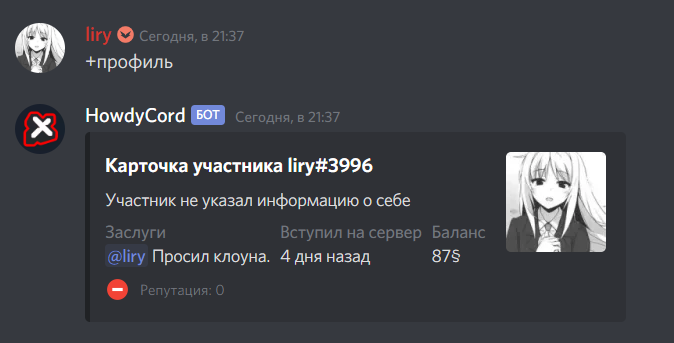 liry Сегодня, в 21:37
+профиль
HowdyCord БОТ Сегодня, в 21:37
Карточка участника liry#3996
Участник не указал информацию о себе
Заслуги Вступил на сервер Баланс
@liry Просил клоуна. 4 дня назад 87§
Репутация: 0